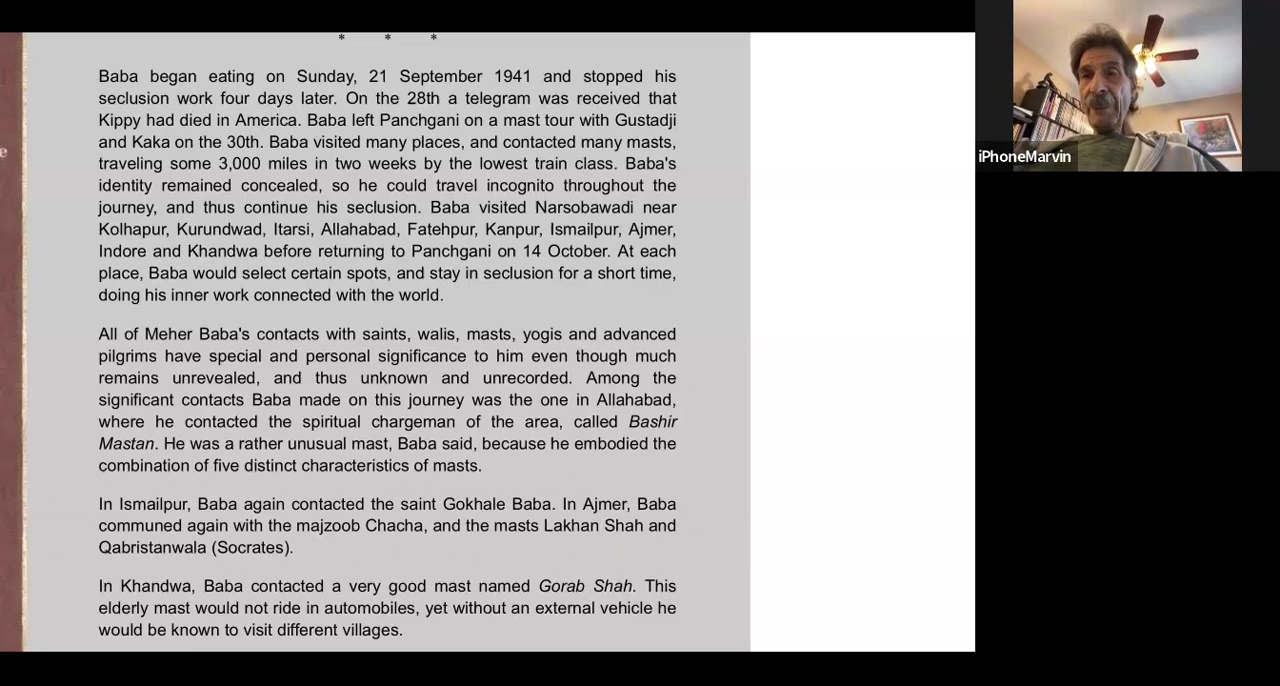 * * *
Baba began eating on Sunday, 21 September 1941 and stopped his
seclusion work four days later. On the 28th a telegram was received that
Kippy had died in America. Baba left Panchgani on a mast tour with Gustadji
and Kaka on the 30th. Baba visited many places, and contacted many masts,
traveling some 3,000 miles in two weeks by the lowest train class. Baba's
identity remained concealed, so he could travel incognito throughout the
journey, and thus continue his seclusion. Baba visited Narsobawadi near
Kolhapur, Kurundwad, Itarsi, Allahabad, Fatehpur, Kanpur, Ismailpur, Ajmer,
Indore and Khandwa before returning to Panchgani on 14 October. At each
place, Baba would select certain spots, and stay in seclusion for a short time,
doing his inner work connected with the world.
All of Meher Baba's contacts with saints, walis, masts, yogis and advanced
pilgrims have special and personal significance to him even though much
remains unrevealed, and thus unknown and unrecorded. Among the
significant contacts Baba made on this journey was the one in Allahabad,
where he contacted the spiritual chargeman of the area, called Bashir
Mastan. He was a rather unusual mast, Baba said, because he embodied the
combination of five distinct characteristics of masts.
In Ismailpur, Baba again contacted the saint Gokhale Baba. In Ajmer, Baba
communed again with the majzoob Chacha, and the masts Lakhan Shah and
Qabristanwala (Socrates).
In Khandwa, Baba contacted a very good mast named Gorab Shah. This
elderly mast would not ride in automobiles, yet without an external vehicle he
would be known to visit different villages.
e
iPhoneMarvin